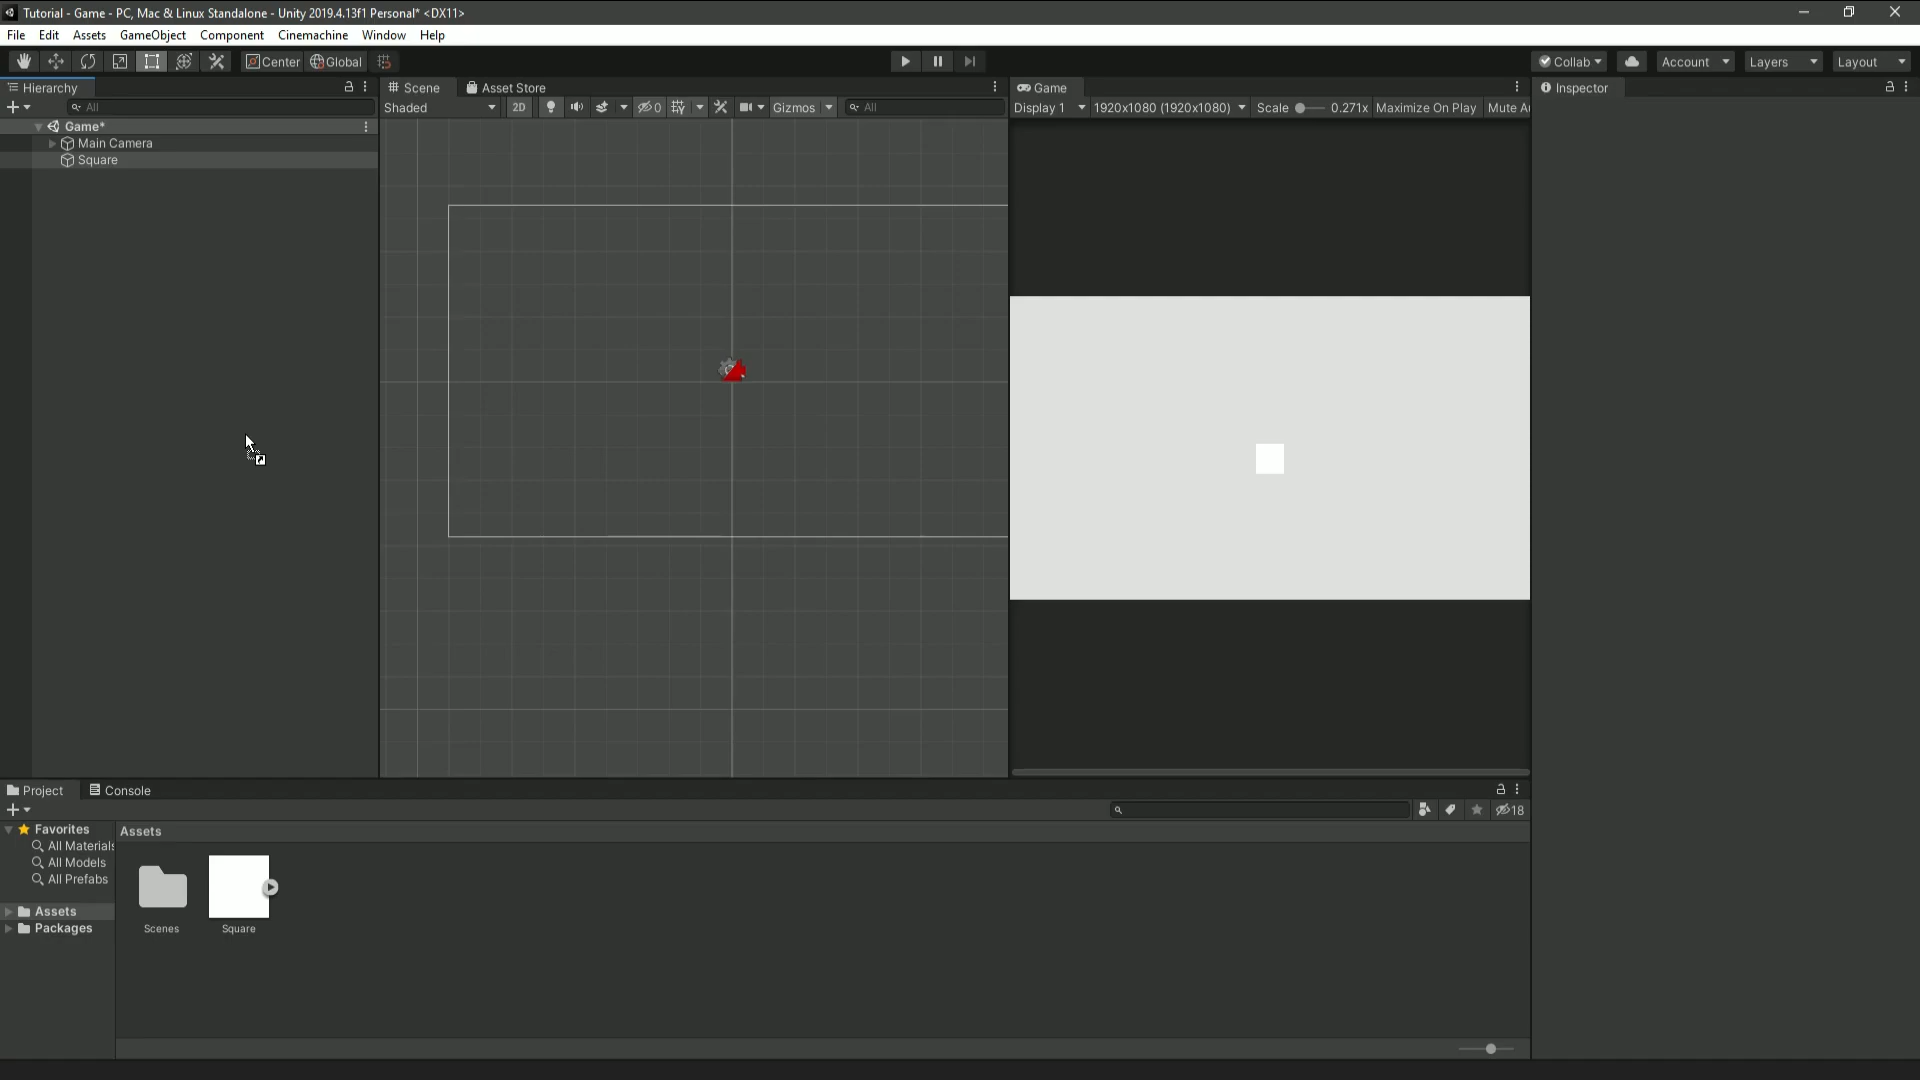 Tutorial - Game - PC, Mac & Linux Standalone - Unity 2019.4.13f1 Personal* <DX11>
File Edit Assets GameObject Component Cinemachine Window Help
Center Global Collab Account Layers Layout
Hierarchy Scene Asset Store Game Inspector
All Shaded 2D 0 Gizmos All Display 1 1920x1080 (1920x1080) Scale 0.271x Maximize On Play Mute Au
Game*
Main Camera
Square
Project Console
18
Favorites Assets
All Materials
All Models
All Prefabs
Assets
Packages
Scenes Square